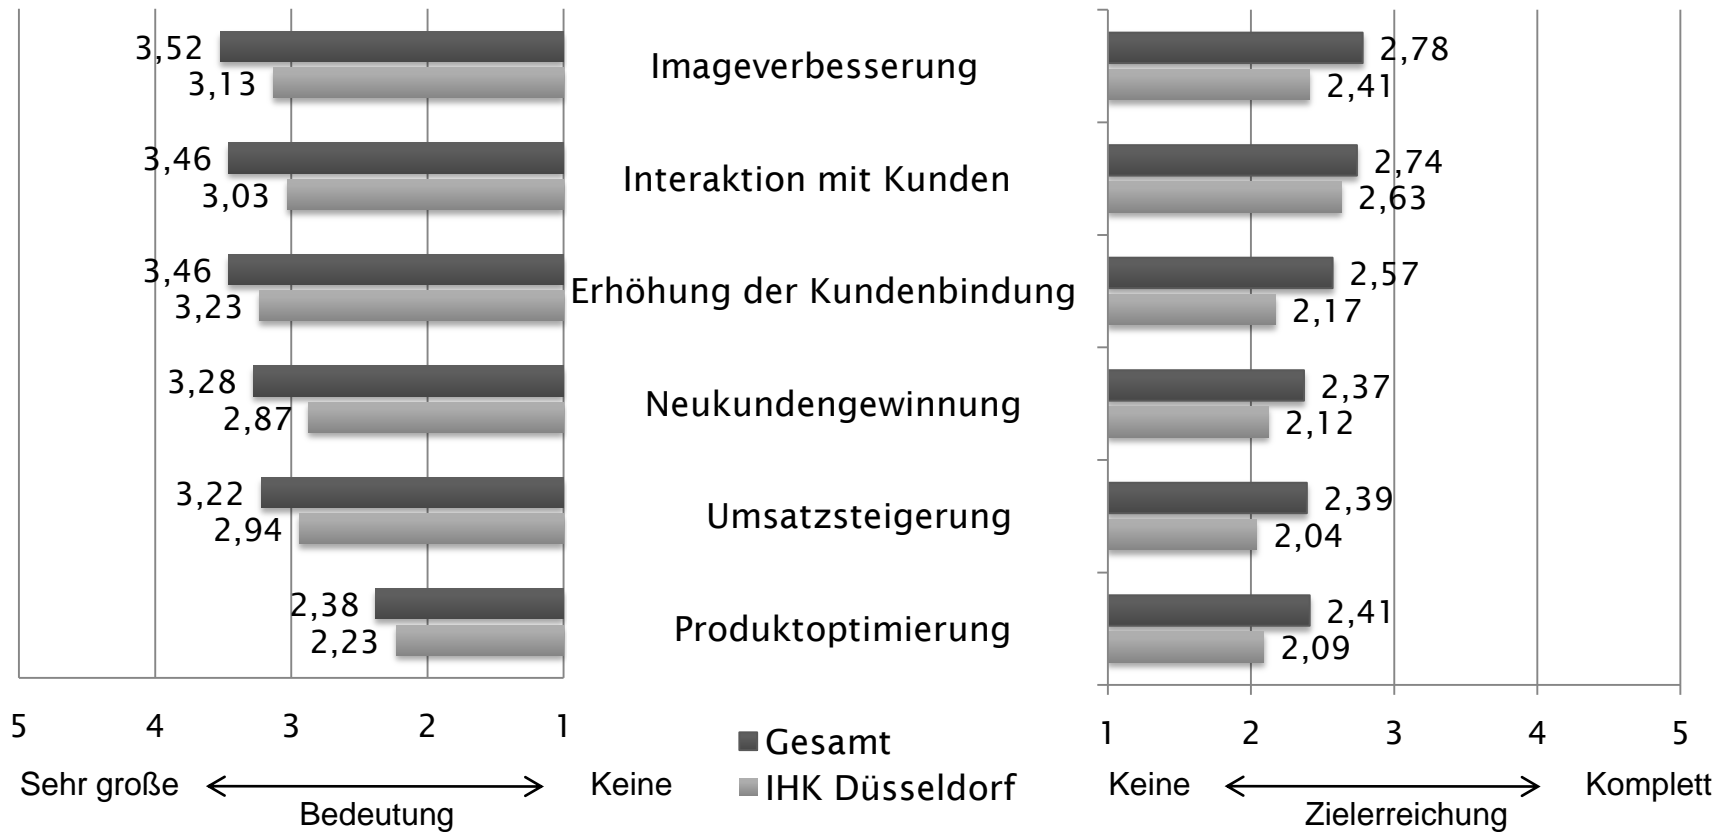 3,52
3,13
Imageverbesserung
2,78
2,41
3,46
3,03
Interaktion mit Kunden
2,74
2,63
3,46
3,23
Erhöhung der Kundenbindung
2,57
2,17
3,28
2,87
Neukundengewinnung
2,37
2,12
3,22
2,94
Umsatzsteigerung
2,39
2,04
2,38
2,23
Produktoptimierung
2,41
2,09
5 4 3 2 1
1 2 3 4 5
Gesamt
IHK Düsseldorf
Sehr große
Keine
Bedeutung
Keine
Komplett
Zielerreichung